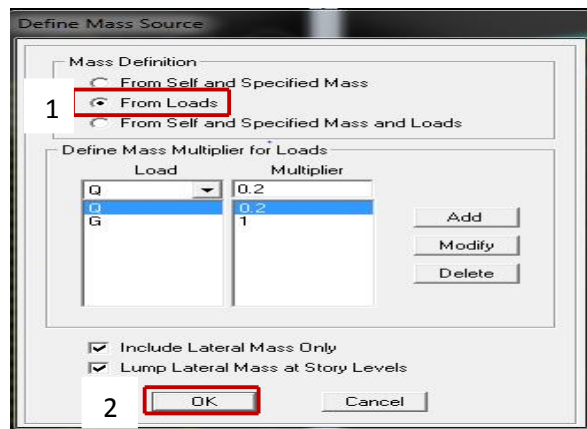 Define Mass Source
Mass Definition
From Self and Specified Mass
1
From Loads
From Self and Specified Mass and Loads
Define Mass Multiplier for Loads
Load Multiplier
Q 0.2
Q 0.2
G 1
Add
Modify
Delete
Include Lateral Mass Only
Lump Lateral Mass at Story Levels
2 OK Cancel